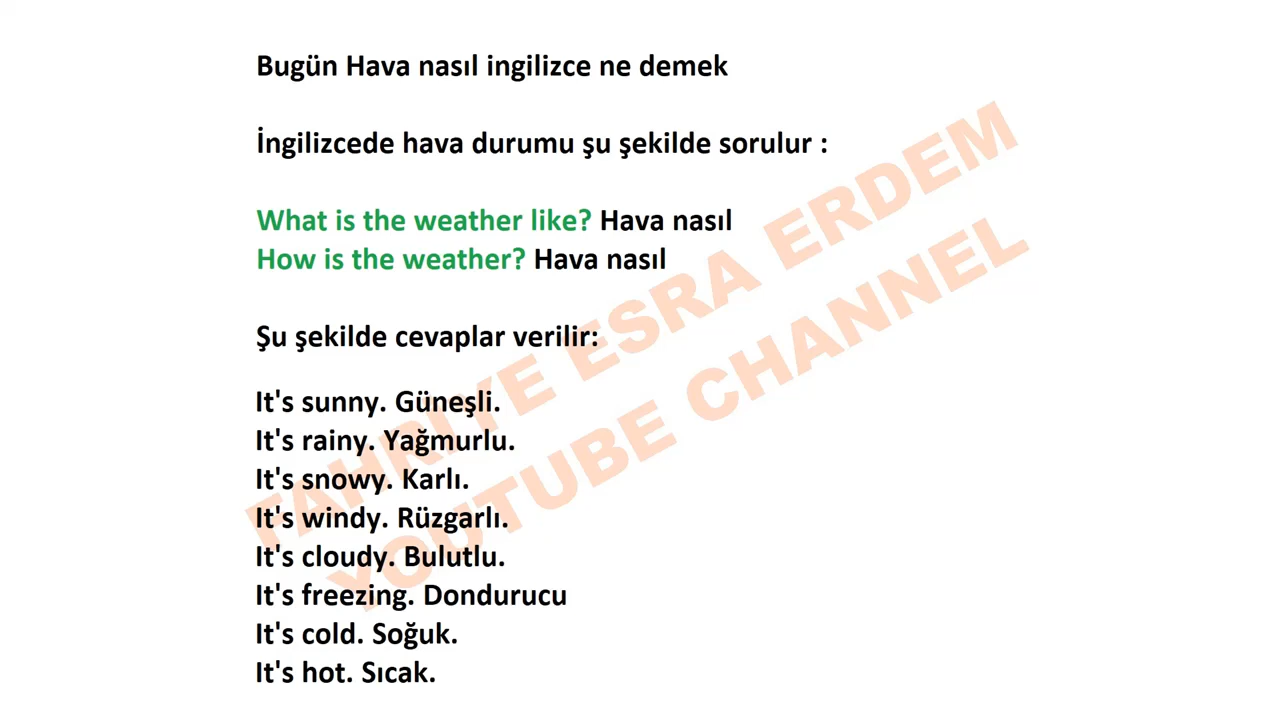 Bugün Hava nasıl ingilizce ne demek
İngilizcede hava durumu şu şekilde sorulur :
What is the weather like? Hava nasıl
How is the weather? Hava nasıl
Şu şekilde cevaplar verilir:
It's sunny. Güneşli.
It's rainy. Yağmurlu.
It's snowy. Karlı.
It's windy. Rüzgarlı.
It's cloudy. Bulutlu.
It's freezing. Dondurucu
It's cold. Soğuk.
It's hot. Sıcak.
FAHRIYE ESRA ERDEM
YOUTUBE CHANNEL